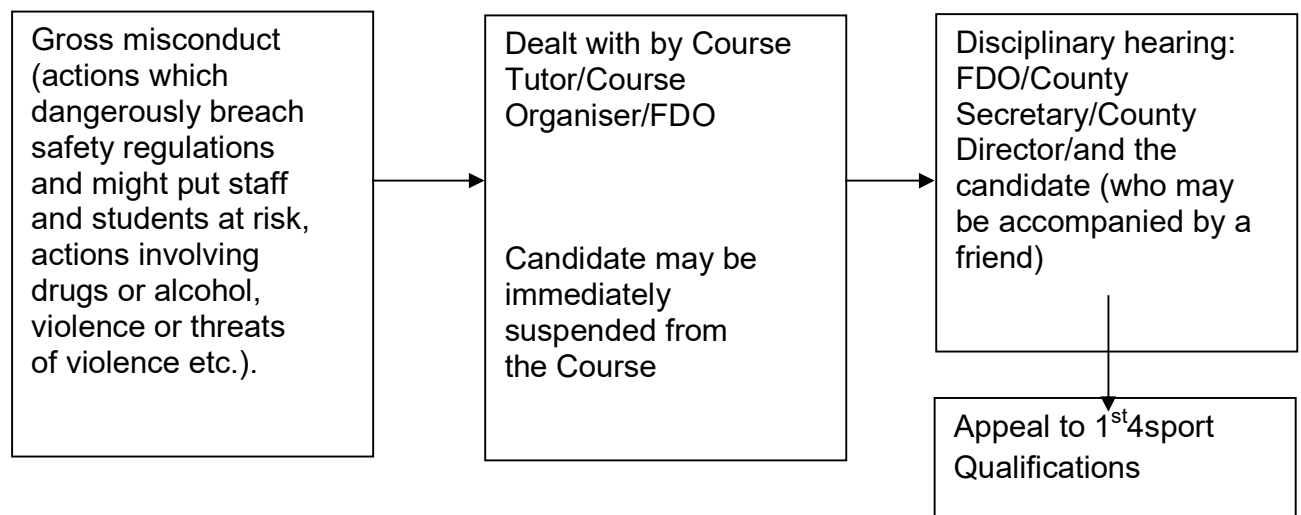 Gross misconduct
(actions which
dangerously breach
safety regulations
and might put staff
and students at risk,
actions involving
drugs or alcohol,
violence or threats
of violence etc.).
Dealt with by Course
Tutor/Course
Organiser/FDO
Candidate may be
immediately
suspended from
the Course
Disciplinary hearing:
FDO/County
Secretary/County
Director/and the
candidate (who may
be accompanied by a
friend)
Appeal to 1st4sport
Qualifications